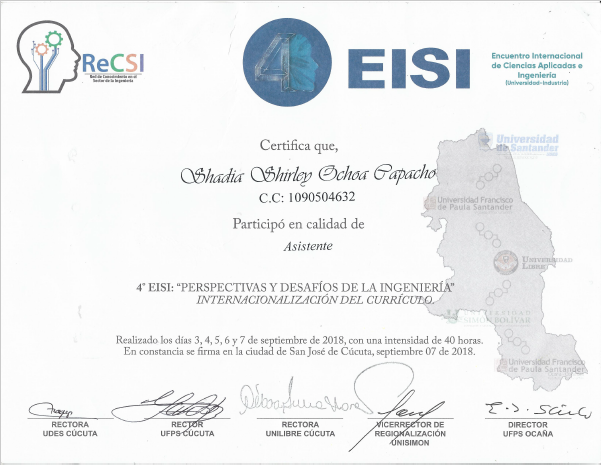 ReCSI
Red de Conocimiento en el
Sector de la Ingeniería
4
EISI
Encuentro Internacional
de Ciencias Aplicadas e
Ingeniería
(Universidad-Industria)
Certifica que,
Shadia Shirley Ochoa Capacho
C.C: 1090504632
Participó en calidad de
Asistente
4° EISI: “PERSPECTIVAS Y DESAFÍOS DE LA INGENIERÍA”
INTERNACIONALIZACIÓN DEL CURRÍCULO.
Realizado los días 3, 4, 5, 6 y 7 de septiembre de 2018, con una intensidad de 40 horas.
En constancia se firma en la ciudad de San José de Cúcuta, septiembre 07 de 2018.
Universidad
de Santander
Universidad Francisco
de Paula Santander
Universidad
Libre
UNIVERSIDAD
SIMÓN BOLÍVAR
Universidad Francisco
de Paula Santander
RECTORA
UDES CÚCUTA
RECTOR
UFPS CÚCUTA
RECTORA
UNILIBRE CÚCUTA
VICERRECTOR DE
REGIONALIZACIÓN
UNISIMON
DIRECTOR
UFPS OCAÑA